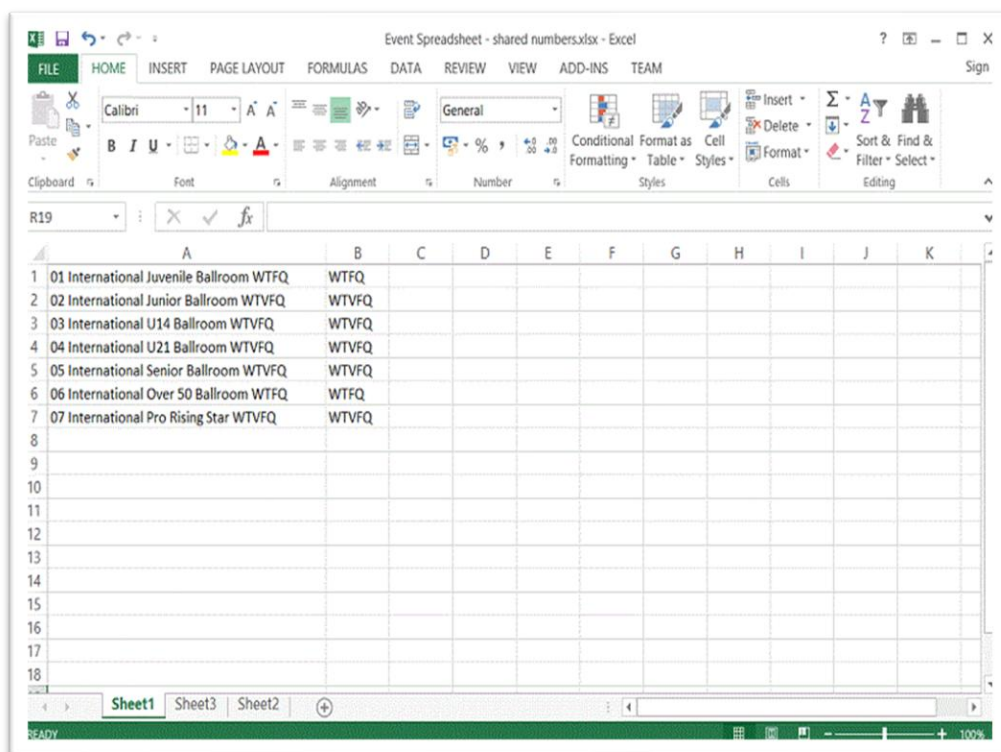 Event Spreadsheet - shared numbers.xlsx - Excel
?
FILE HOME INSERT PAGE LAYOUT FORMULAS DATA REVIEW VIEW ADD-INS TEAM Sign
Paste Calibri 11 A A General Conditional Formatting Format as Table Cell Styles Insert Delete Format Sort & Filter Find & Select
B I U A % ,
Clipboard Font Alignment Number Styles Cells Editing
R19 fx
A B C D E F G H I J K
1 01 International Juvenile Ballroom WTFQ WTFQ
2 02 International Junior Ballroom WTVFQ WTVFQ
3 03 International U14 Ballroom WTVFQ WTVFQ
4 04 International U21 Ballroom WTVFQ WTVFQ
5 05 International Senior Ballroom WTVFQ WTVFQ
6 06 International Over 50 Ballroom WTFQ WTFQ
7 07 International Pro Rising Star WTVFQ WTVFQ
8
9
10
11
12
13
14
15
16
17
18
Sheet1 Sheet3 Sheet2
READY 100%